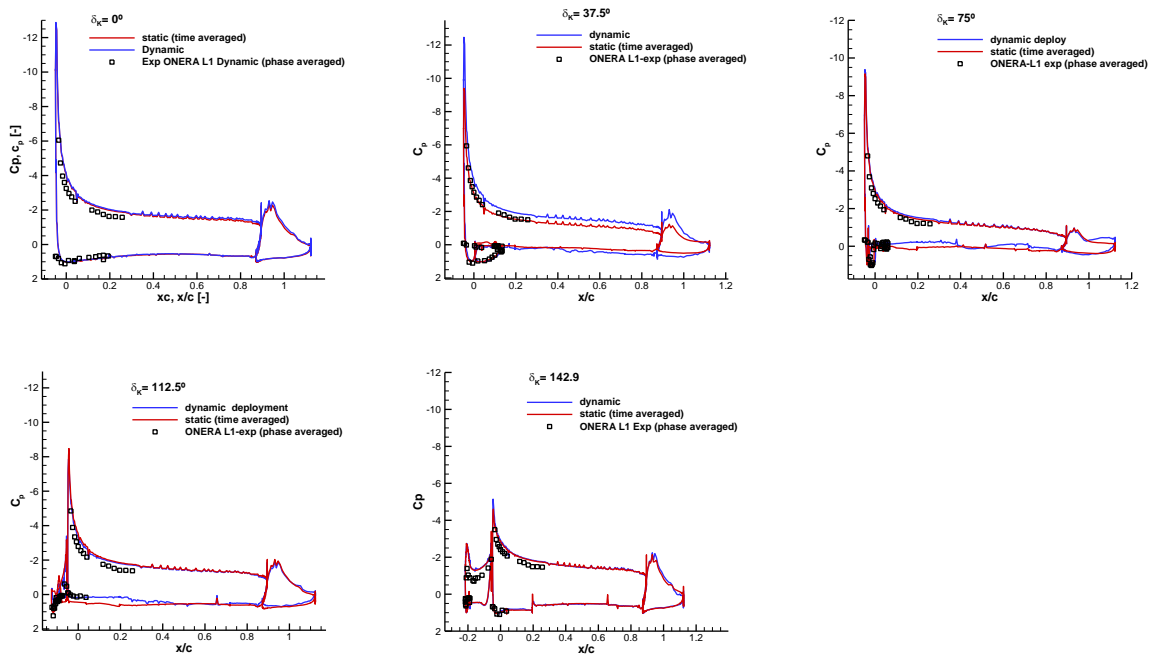 δK= 0º
static (time averaged)
Dynamic
Exp ONERA L1 Dynamic (phase averaged)
Cp, cp [-]
-12
-10
-8
-6
-4
-2
0
2
0 0.2 0.4 0.6 0.8 1
xc, x/c [-]
δK= 37.5º
dynamic
static (time averaged)
ONERA L1-exp (phase averaged)
Cp
-12
-10
-8
-6
-4
-2
0
2
0 0.2 0.4 0.6 0.8 1 1.2
x/c
δK= 75º
dynamic deploy
static (time averaged)
ONERA-L1 exp (phase averaged)
Cp
-12
-10
-8
-6
-4
-2
0
0 0.2 0.4 0.6 0.8 1 1.2
x/c
δK= 112.5º
dynamic deployment
static (time averaged)
ONERA L1-exp (phase averaged)
Cp
-12
-10
-8
-6
-4
-2
0
2
0 0.2 0.4 0.6 0.8 1
x/c
δK= 142.9
dynamic
static (time averaged)
ONERA L1 Exp (phase averaged)
Cp
-12
-10
-8
-6
-4
-2
0
2
-0.2 0 0.2 0.4 0.6 0.8 1
x/c